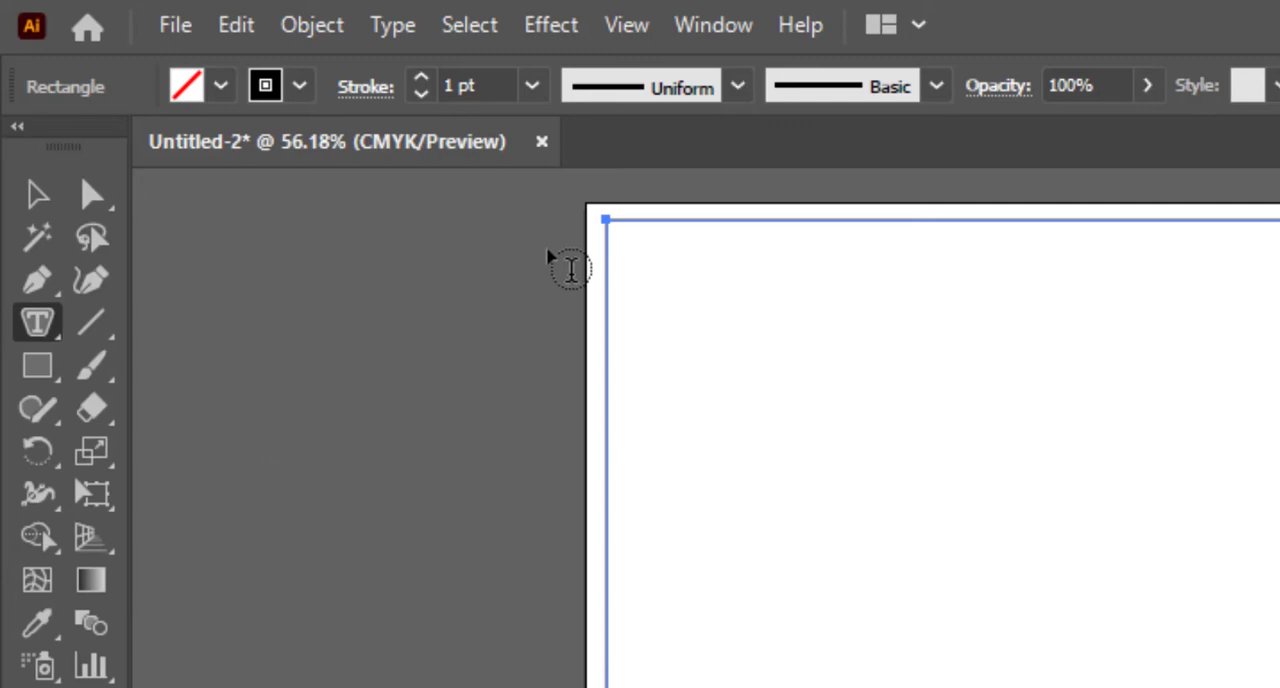 Ai File Edit Object Type Select Effect View Window Help
Rectangle Stroke: 1 pt Uniform Basic Opacity: 100% Style:
Untitled-2* @ 56.18% (CMYK/Preview) ×